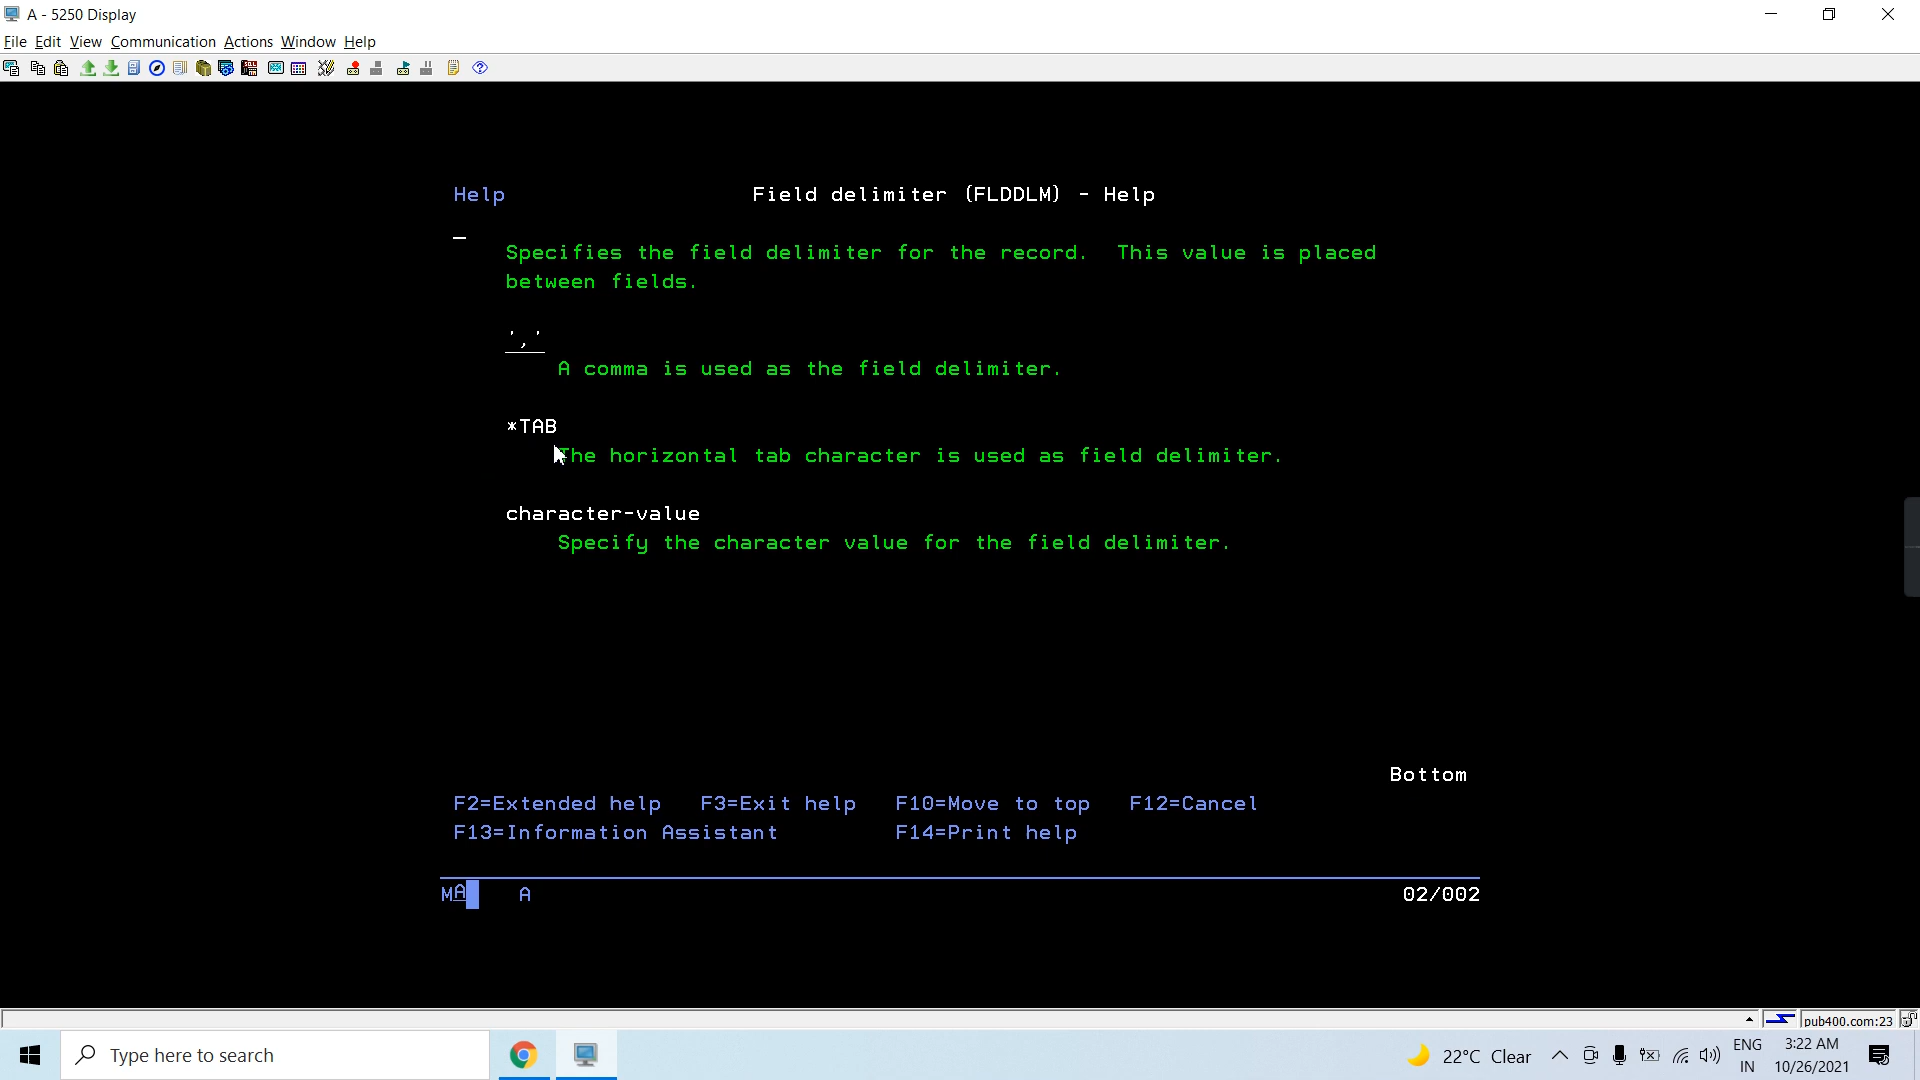 A - 5250 Display
File Edit View Communication Actions Window Help
Help Field delimiter (FLDDLM) - Help
Specifies the field delimiter for the record. This value is placed
between fields.
','
A comma is used as the field delimiter.
*TAB
The horizontal tab character is used as field delimiter.
character-value
Specify the character value for the field delimiter.
Bottom
F2=Extended help F3=Exit help F10=Move to top F12=Cancel
F13=Information Assistant F14=Print help
MA A 02/002
pub400.com:23
Type here to search
22°C Clear
ENG
IN
3:22 AM
10/26/2021